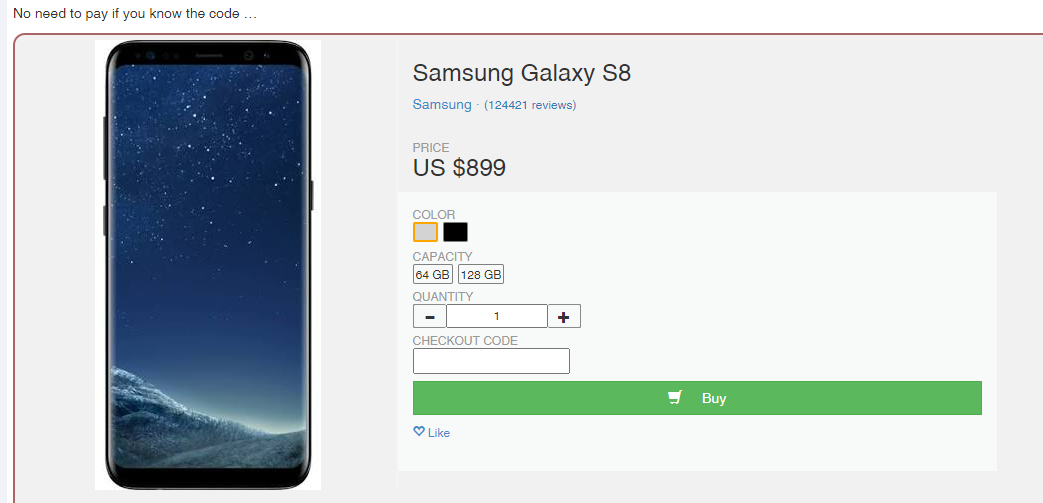 No need to pay if you know the code ...
Samsung Galaxy S8
Samsung · (124421 reviews)
PRICE
US $899
COLOR
CAPACITY
64 GB 128 GB
QUANTITY
- 1 +
CHECKOUT CODE
Buy
Like